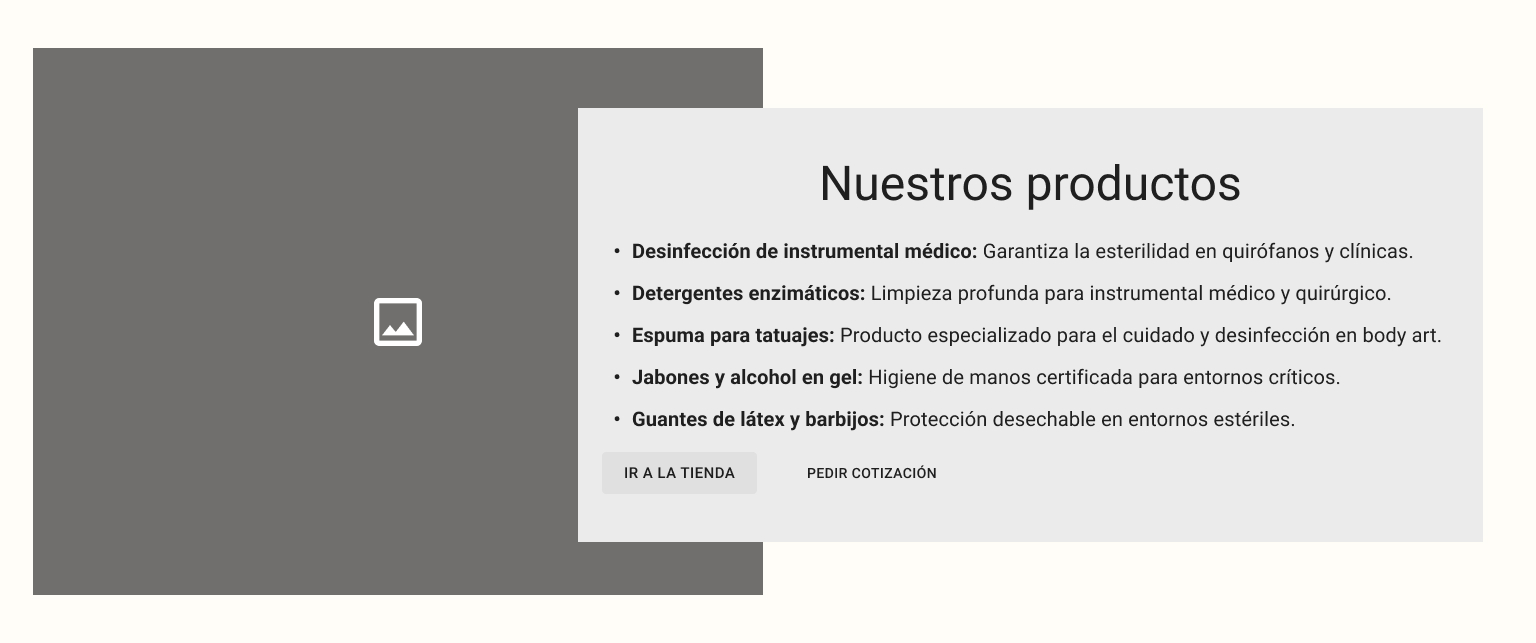 Nuestros productos
• Desinfección de instrumental médico: Garantiza la esterilidad en quirófanos y clínicas.
• Detergentes enzimáticos: Limpieza profunda para instrumental médico y quirúrgico.
• Espuma para tatuajes: Producto especializado para el cuidado y desinfección en body art.
• Jabones y alcohol en gel: Higiene de manos certificada para entornos críticos.
• Guantes de látex y barbijos: Protección desechable en entornos estériles.
IR A LA TIENDA PEDIR COTIZACIÓN